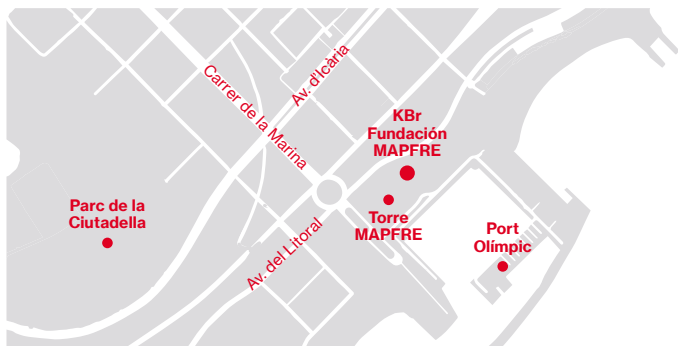 Carrer de la Marina
Av. d'Icària
KBr
Fundación
MAPFRE
Parc de la
Ciutadella
Torre
MAPFRE
Port
Olímpic
Av. del Litoral